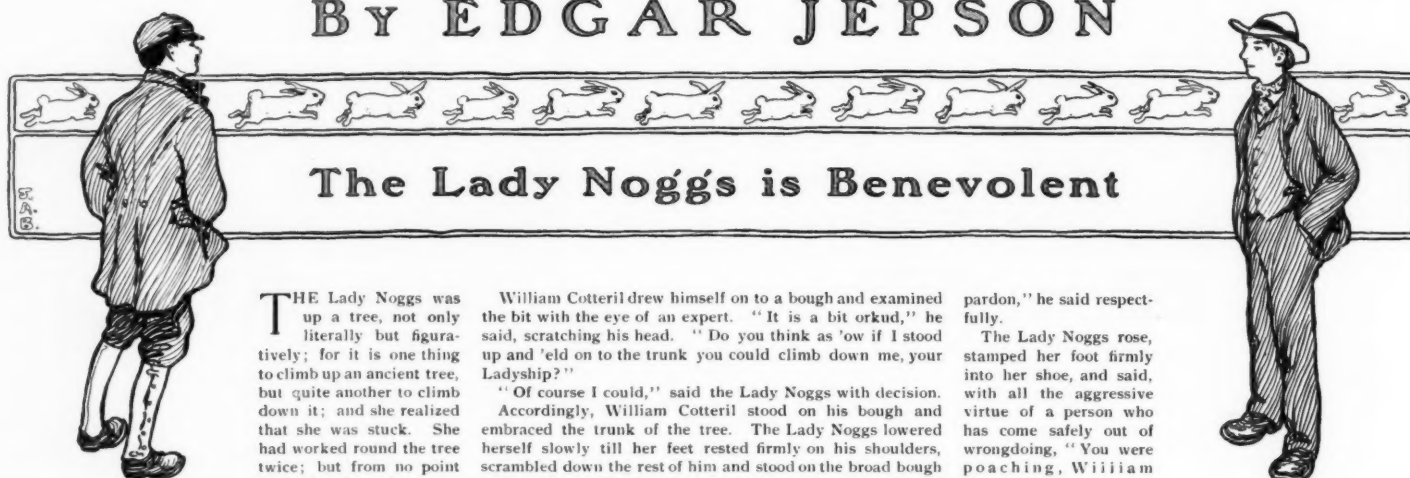 BY EDGAR JEPSON
The Lady Noggs is Benevolent
THE Lady Noggs was
up a tree, not only
literally but figura-
tively; for it is one thing
to climb up an ancient tree,
but quite another to climb
down it; and she realized
that she was stuck. She
had worked round the tree
twice; but from no point
William Cotteril drew himself on to a bough and examined
the bit with the eye of an expert. "It is a bit orkud," he
said, scratching his head. "Do you think as 'ow if I stood
up and 'eld on to the trunk you could climb down me, your
Ladyship?"
"Of course I could," said the Lady Noggs with decision.
Accordingly, William Cotteril stood on his bough and
embraced the trunk of the tree. The Lady Noggs lowered
herself slowly till her feet rested firmly on his shoulders,
scrambled down the rest of him and stood on the broad bough
pardon," he said respect-
fully.
The Lady Noggs rose,
stamped her foot firmly
into her shoe, and said,
with all the aggressive
virtue of a person who
has come safely out of
wrongdoing, "You were
poaching, William